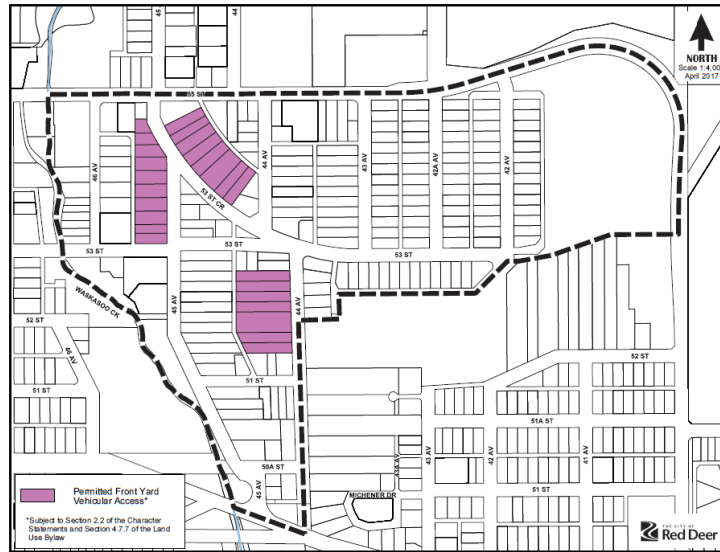 44
NORTH
Scale 1:4,00
April 2017
55 ST
46 AV
44 AV
43 AV
42A AV
42 AV
53 ST CR
53 ST
53 ST
53 ST
WASKASOO CK
45 AV
44 AV
52 ST
46 AV
52 ST
51 ST
51 ST
51A ST
50A ST
43A AV
43 AV
42 AV
41 AV
45 AV
51 ST
MICHENER DR
Permitted Front Yard
Vehicular Access*
*Subject to Section 2.2 of the Character
Statements and Section 4.7.7 of the Land
Use Bylaw
THE CITY OF
Red Deer